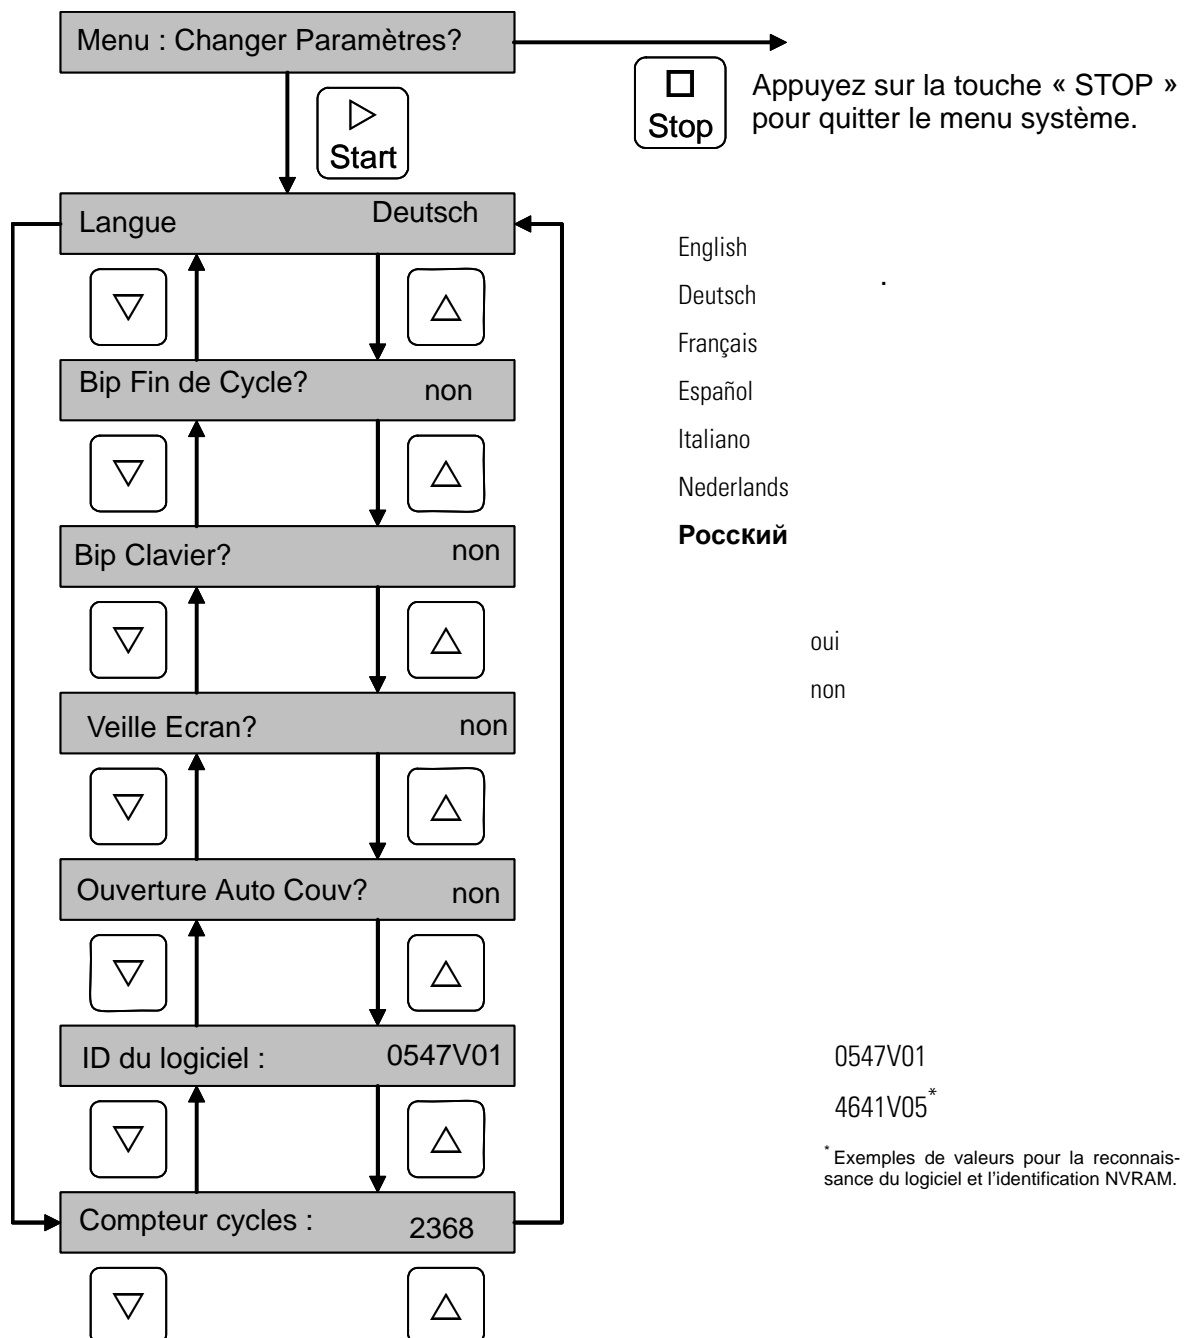 Menu : Changer Paramètres?
Start
Stop
Appuyez sur la touche « STOP »
pour quitter le menu système.
Langue Deutsch
English
Deutsch
Français
Español
Italiano
Nederlands
Росский
Bip Fin de Cycle? non
Bip Clavier? non
oui
non
Veille Ecran? non
Ouverture Auto Couv? non
ID du logiciel : 0547V01
0547V01
4641V05*
* Exemples de valeurs pour la reconnais-
sance du logiciel et l'identification NVRAM.
Compteur cycles : 2368